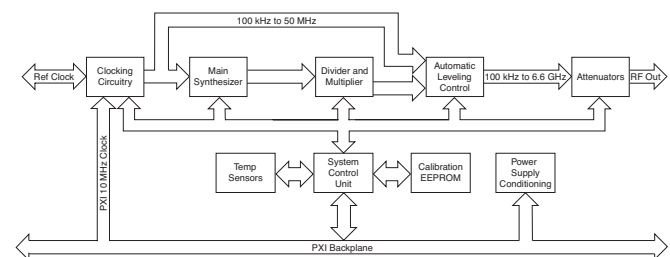 100 kHz to 50 MHz
Ref Clock
Clocking
Circuitry
Main
Synthesizer
Divider and
Multiplier
Automatic
Leveling
Control
100 kHz to 6.6 GHz
Attenuators
RF Out
PXI 10 MHz Clock
Temp
Sensors
System
Control
Unit
Calibration
EEPROM
Power
Supply
Conditioning
PXI Backplane